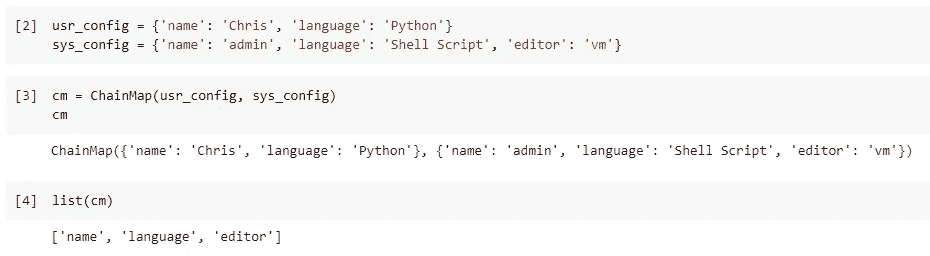 [2] usr_config = {'name': 'Chris', 'language': 'Python'}
sys_config = {'name': 'admin', 'language': 'Shell Script', 'editor': 'vm'}
[3] cm = ChainMap(usr_config, sys_config)
cm
ChainMap({'name': 'Chris', 'language': 'Python'}, {'name': 'admin', 'language': 'Shell Script', 'editor': 'vm'})
[4] list(cm)
['name', 'language', 'editor']